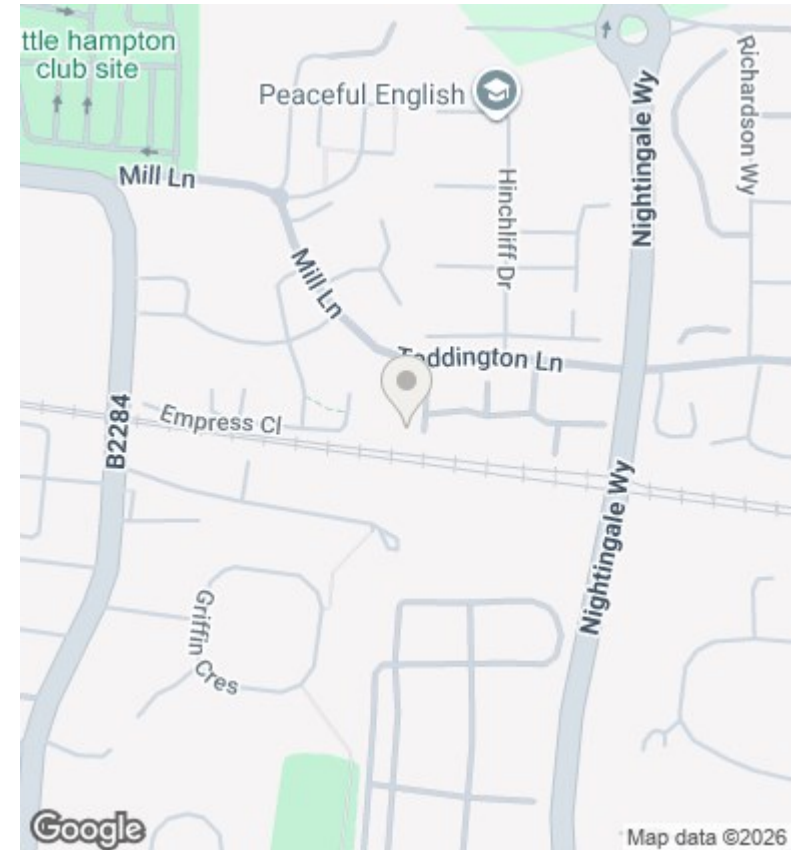 ttle hampton
club site
Peaceful English
Mill Ln
Mill Ln
Hinchliff Dr
Nightingale Wy
Richardson Wy
Toddington Ln
Empress Cl
B2284
Griffin Cres
Nightingale Wy
Google
Map data ©2026